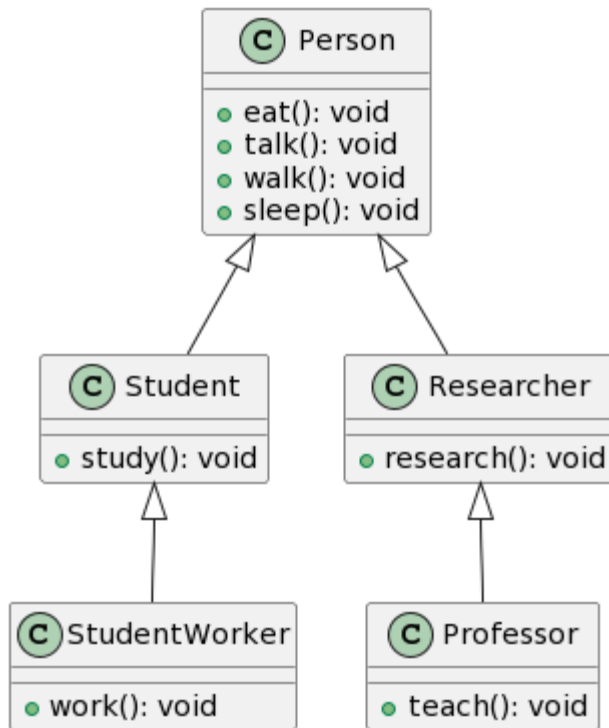 C Person
eat(): void
talk(): void
walk(): void
sleep(): void
C Student
study(): void
C Researcher
research(): void
C StudentWorker
work(): void
C Professor
teach(): void